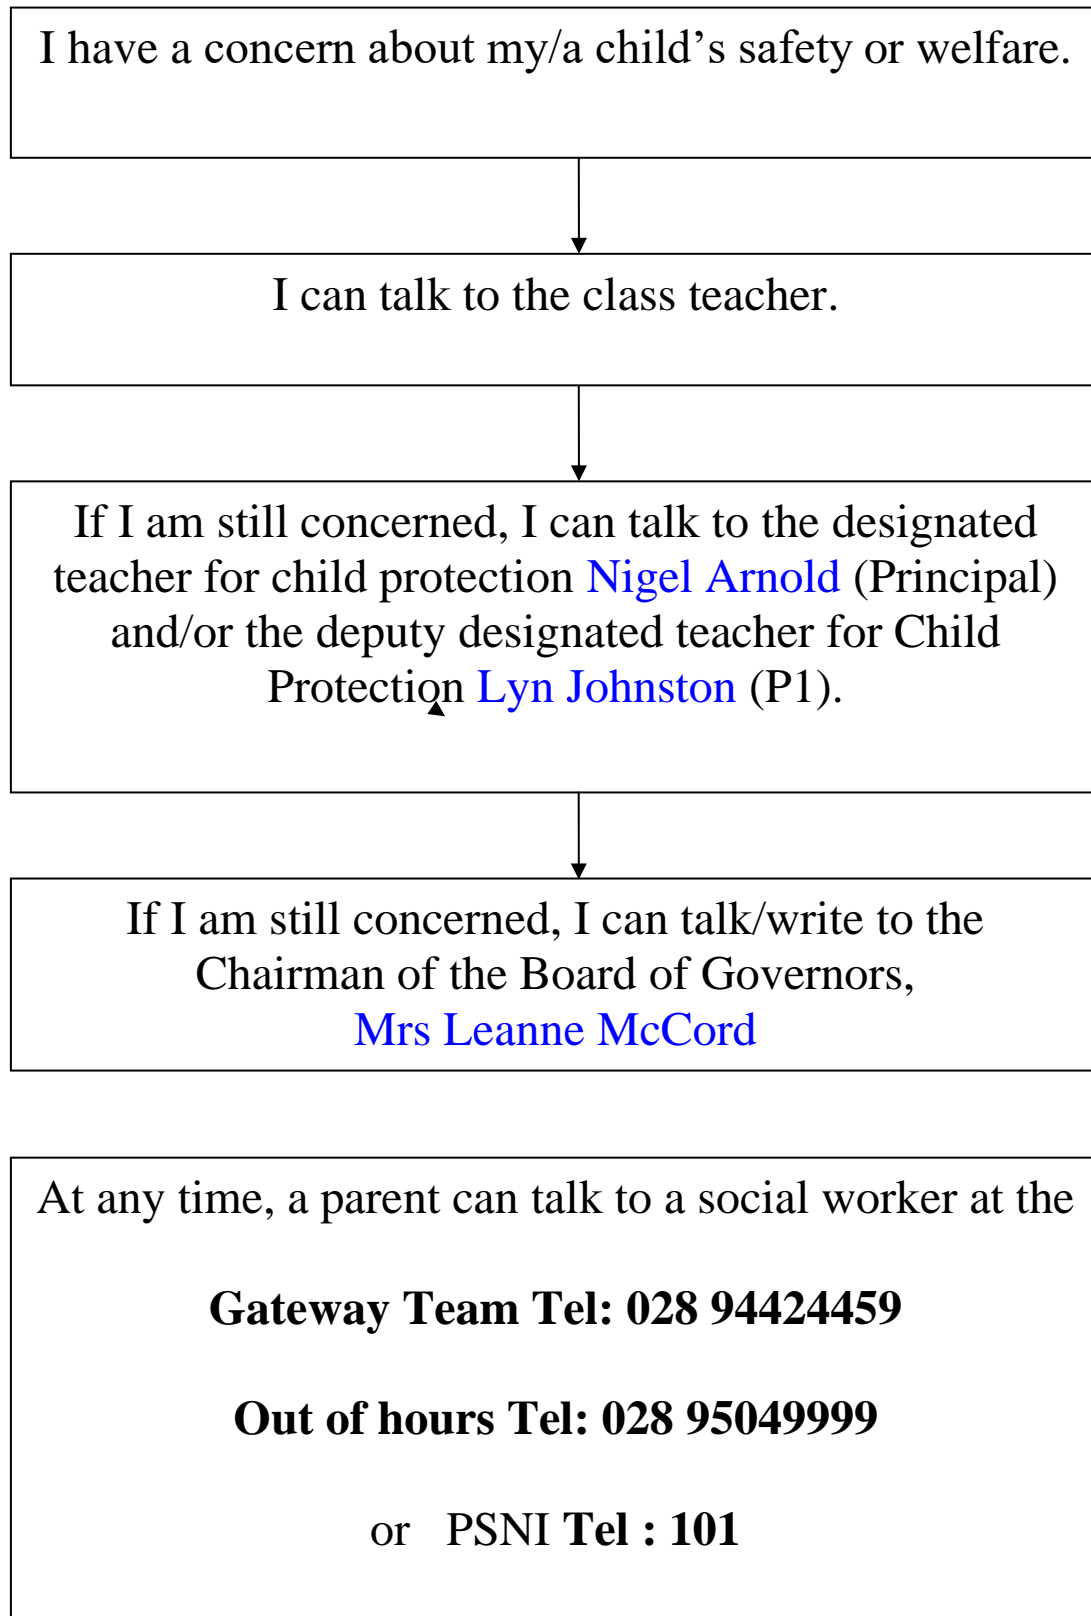 I have a concern about my/a child’s safety or welfare.
I can talk to the class teacher.
If I am still concerned, I can talk to the designated
teacher for child protection Nigel Arnold (Principal)
and/or the deputy designated teacher for Child
Protection Lyn Johnston (P1).
If I am still concerned, I can talk/write to the
Chairman of the Board of Governors,
Mrs Leanne McCord
At any time, a parent can talk to a social worker at the
Gateway Team Tel: 028 94424459
Out of hours Tel: 028 95049999
or PSNI Tel : 101